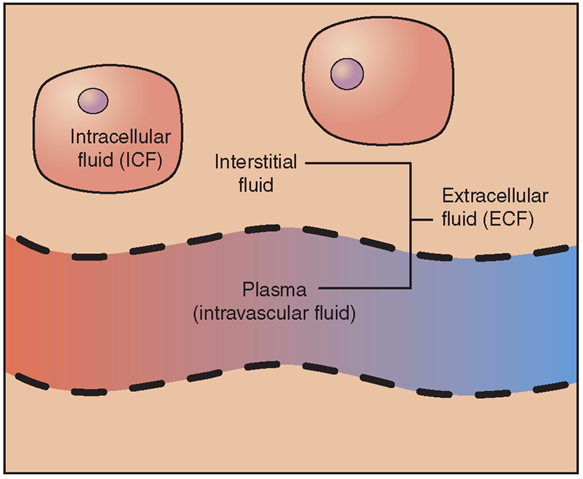 Intracellular
fluid (ICF)
Interstitial
fluid
Extracellular
fluid (ECF)
Plasma
(intravascular fluid)